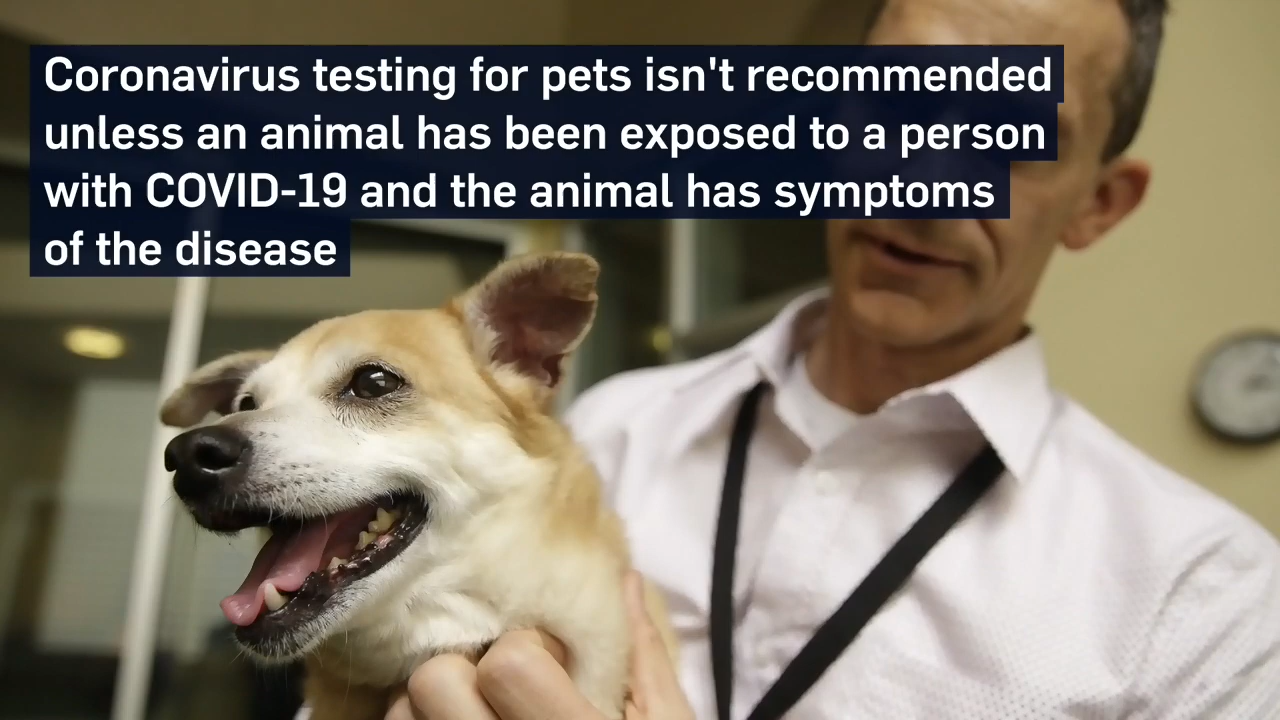 Coronavirus testing for pets isn't recommended
unless an animal has been exposed to a person
with COVID-19 and the animal has symptoms
of the disease